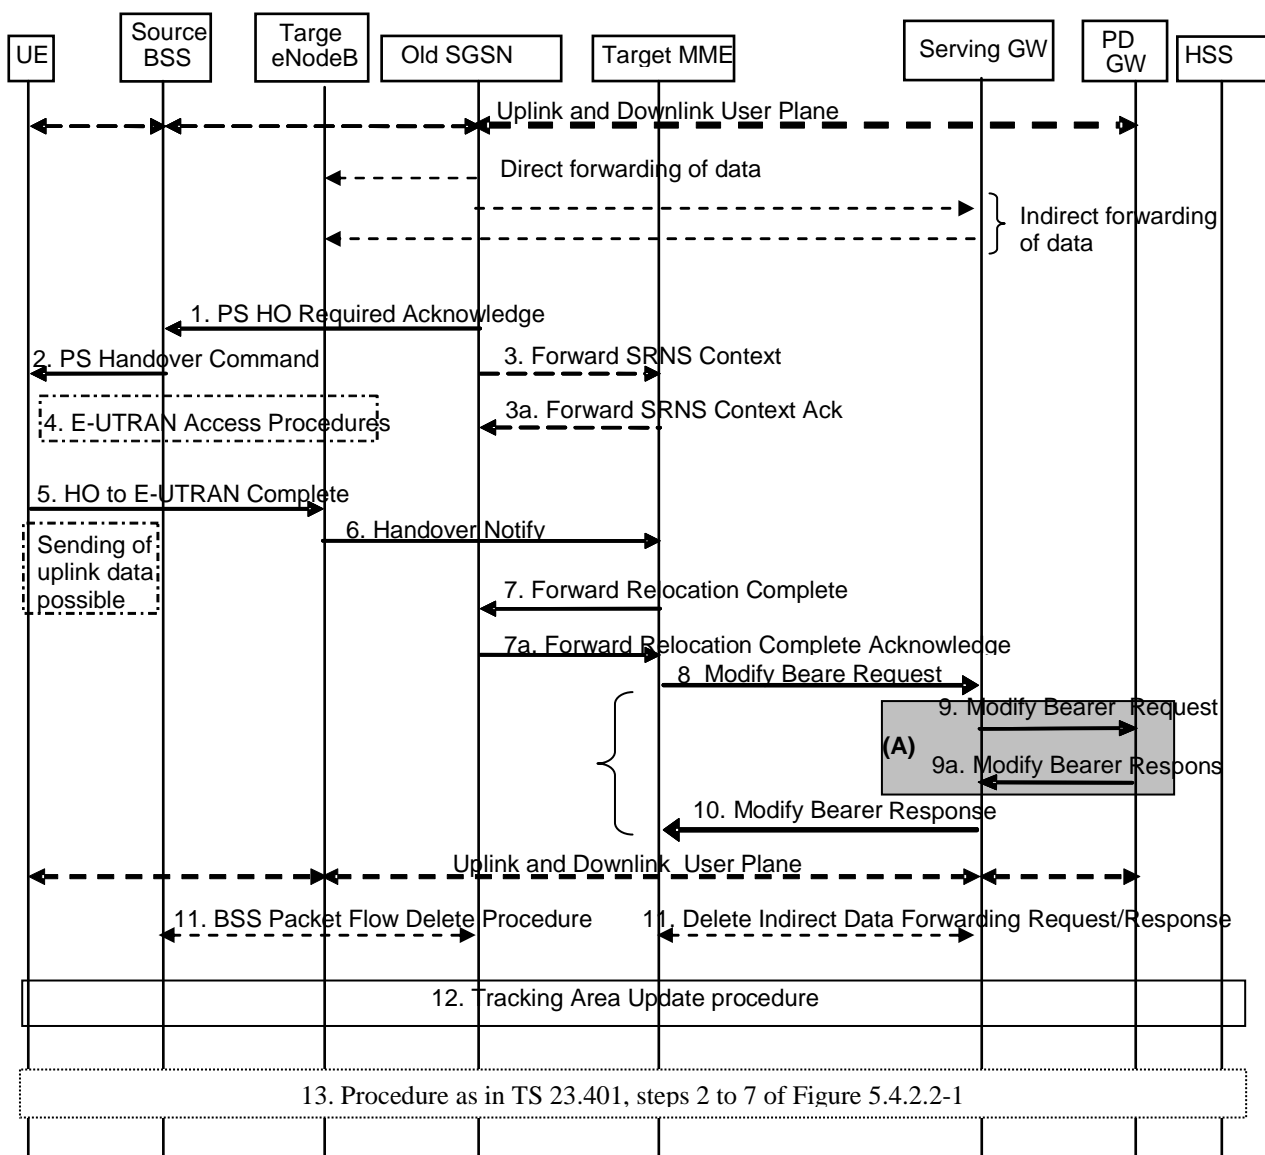 UE
Source
BSS
Targe
eNodeB
Old SGSN
Target MME
Serving GW
PD
GW
HSS
Uplink and Downlink User Plane
Direct forwarding of data
Indirect forwarding
of data
1. PS HO Required Acknowledge
2. PS Handover Command
3. Forward SRNS Context
4. E-UTRAN Access Procedures
3a. Forward SRNS Context Ack
5. HO to E-UTRAN Complete
6. Handover Notify
Sending of
uplink data
possible
7. Forward Relocation Complete
7a. Forward Relocation Complete Acknowledge
8 Modify Beare Request
9. Modify Bearer Request
(A)
9a. Modify Bearer Respons
10. Modify Bearer Response
Uplink and Downlink User Plane
11. BSS Packet Flow Delete Procedure
11. Delete Indirect Data Forwarding Request/Response
12. Tracking Area Update procedure
13. Procedure as in TS 23.401, steps 2 to 7 of Figure 5.4.2.2-1